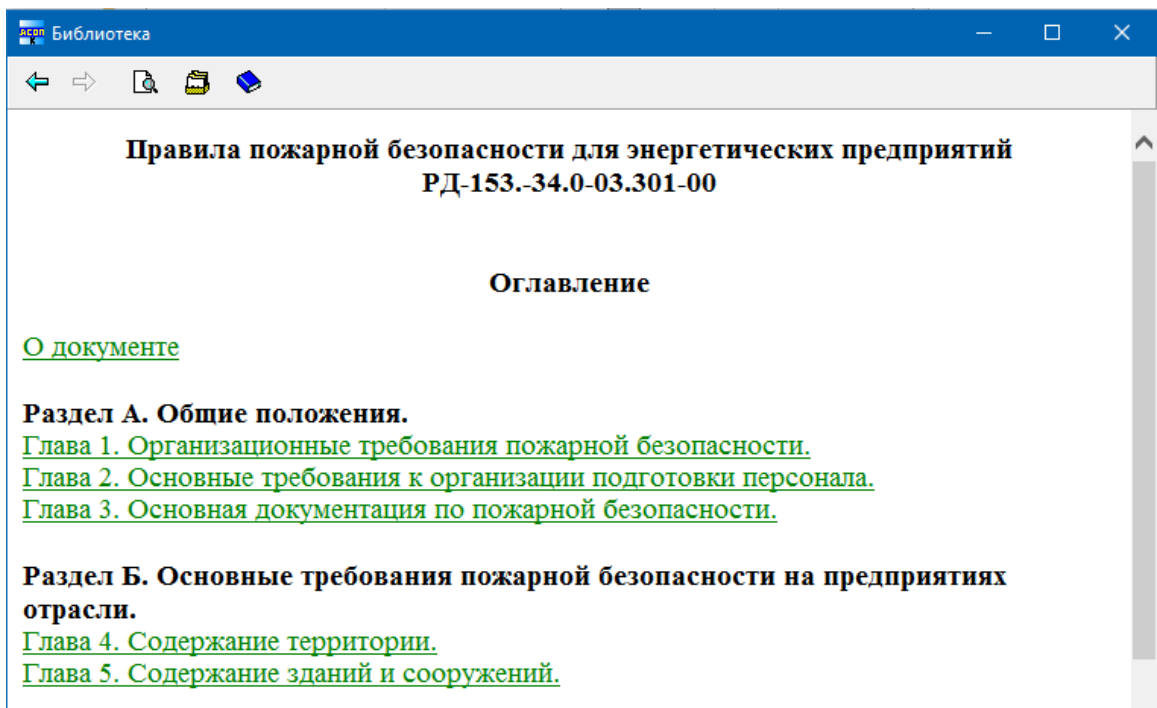 Библиотека
Правила пожарной безопасности для энергетических предприятий
РД-153.-34.0-03.301-00
Оглавление
О документе
Раздел А. Общие положения.
Глава 1. Организационные требования пожарной безопасности.
Глава 2. Основные требования к организации подготовки персонала.
Глава 3. Основная документация по пожарной безопасности.
Раздел Б. Основные требования пожарной безопасности на предприятиях
отрасли.
Глава 4. Содержание территории.
Глава 5. Содержание зданий и сооружений.